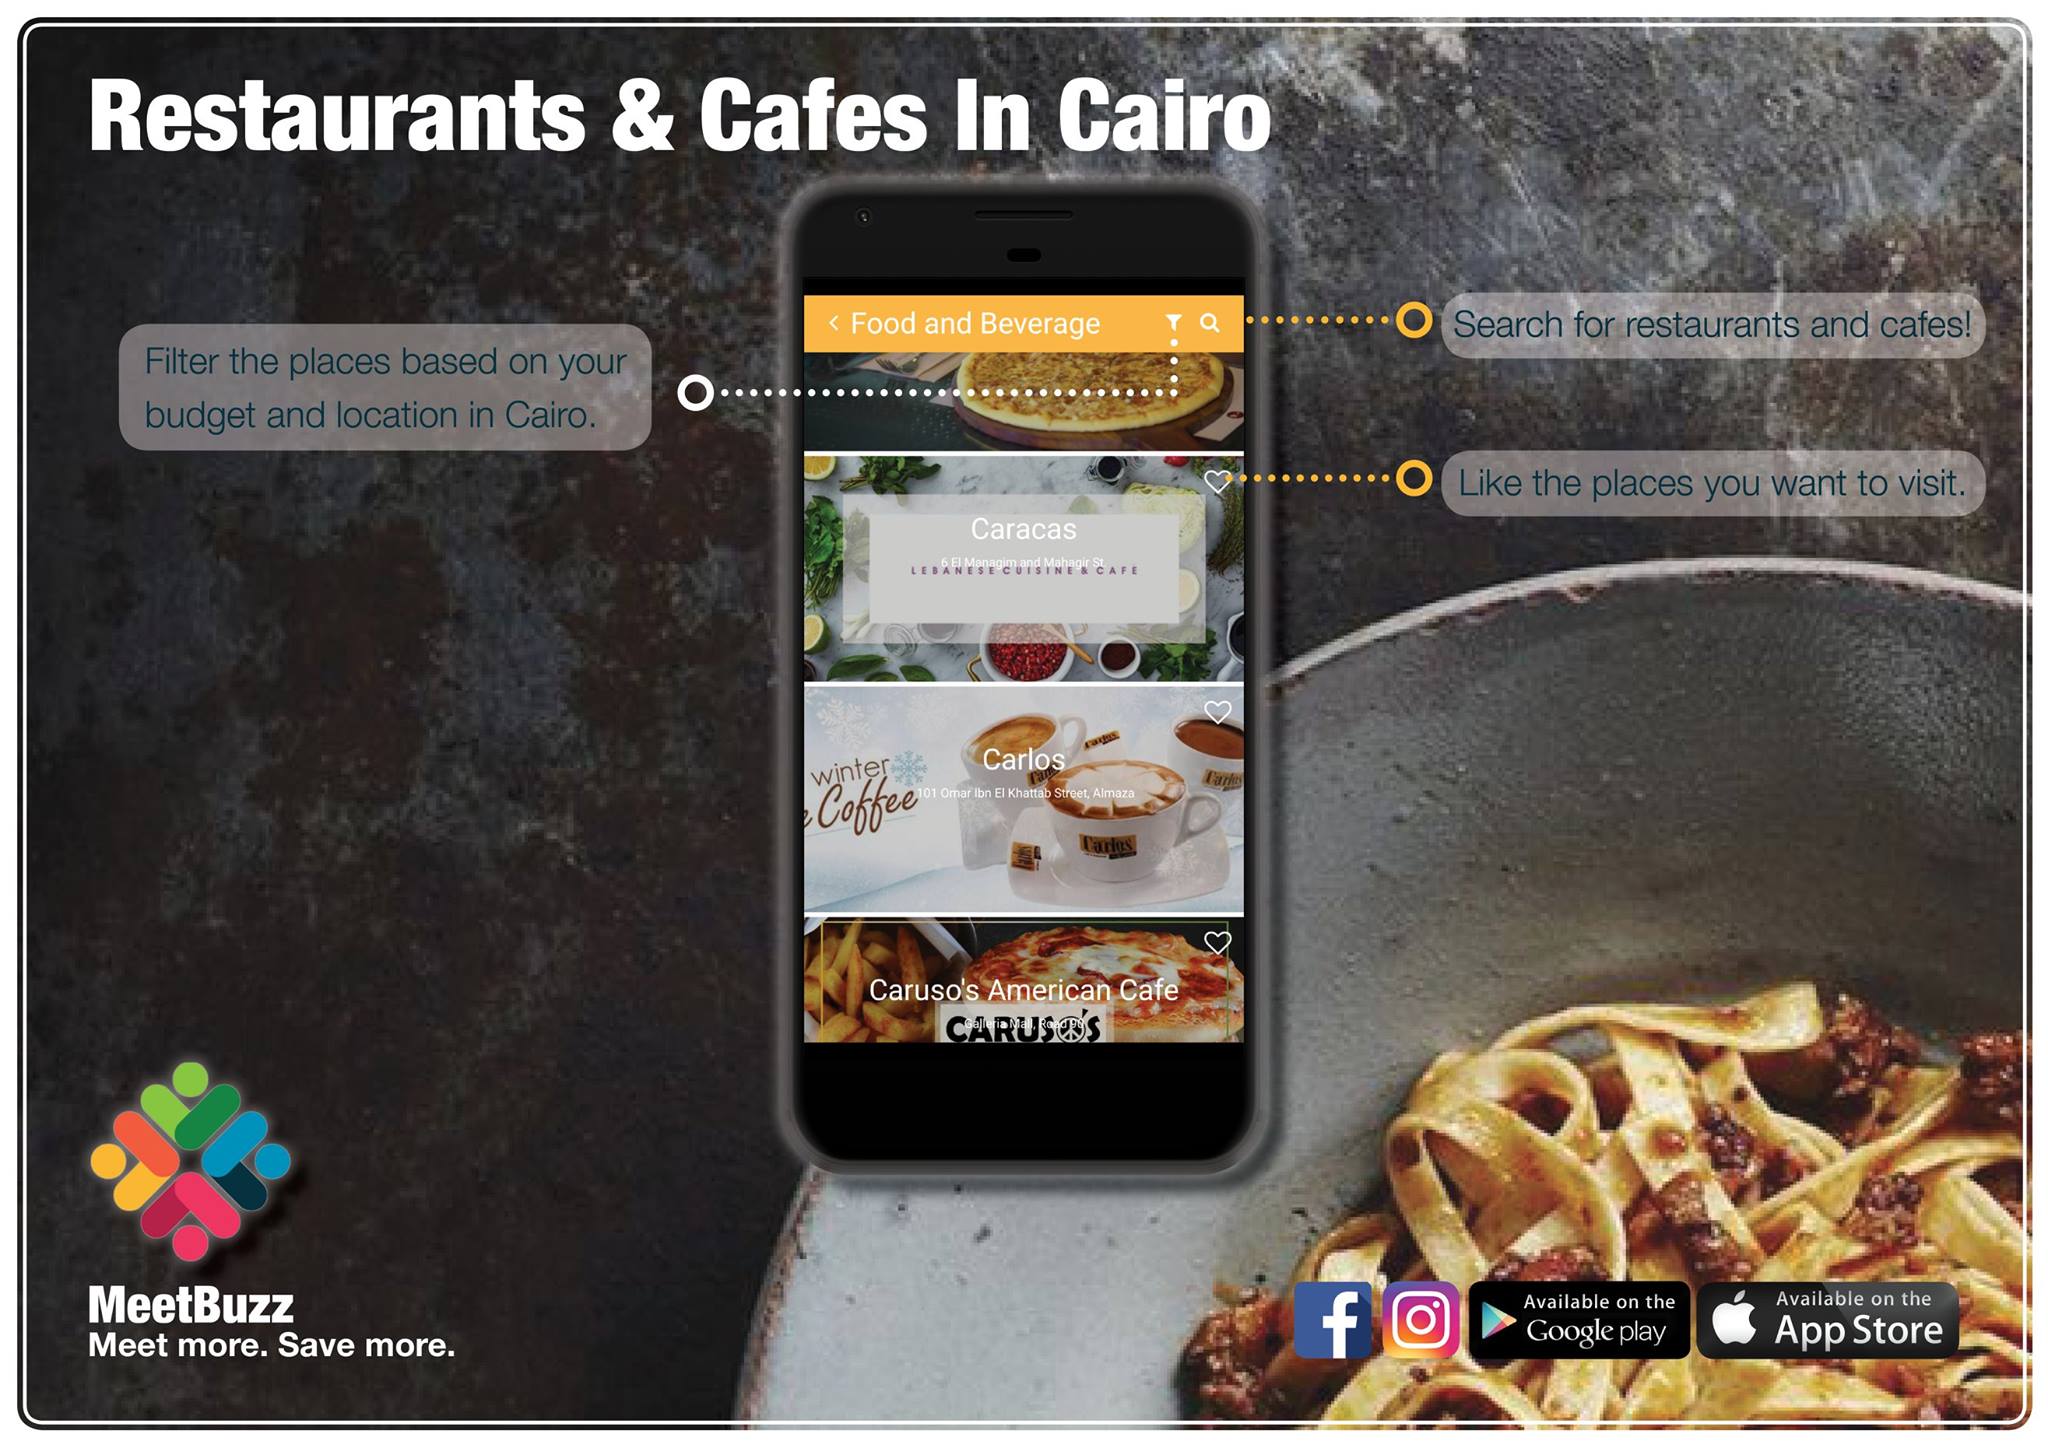 Restaurants & Cafes In Cairo
Food and Beverage
Filter the places based on your
budget and location in Cairo.
Search for restaurants and cafes!
Like the places you want to visit.
Caracas
6 El Managim and Mahagir St
LEBANESE CUISINE & CAFE
Carlos
101 Omar Ibn El Khattab Street, Almaza
winter
Coffee
Carlos
Carlos
Carlos
Caruso's American Cafe
Galleria Mall, Road 90
CARUSO'S
MeetBuzz
Meet more. Save more.
Available on the
Google play
Available on the
App Store